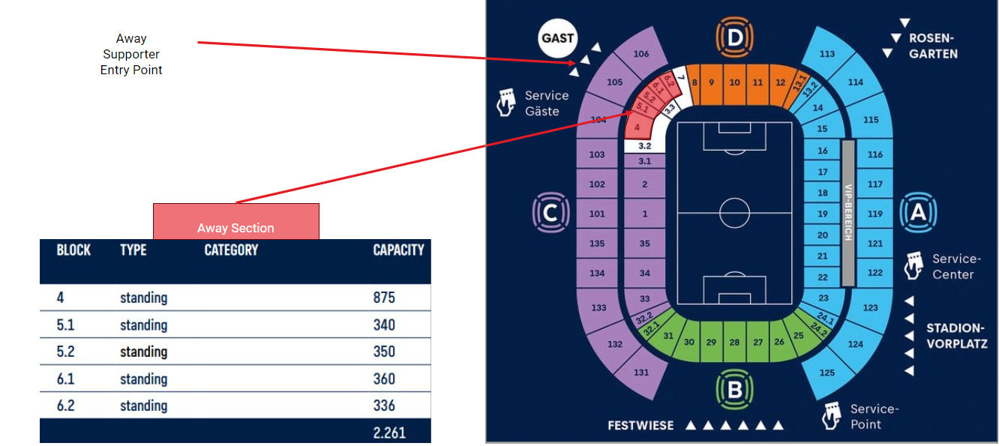 Away
Supporter
Entry Point
Away Section
BLOCK TYPE CATEGORY CAPACITY
4 standing 875
5.1 standing 340
5.2 standing 350
6.1 standing 360
6.2 standing 336
2.261
GAST
Service
Gäste
D
ROSEN-
GARTEN
106
105
104
103
102
101
135
134
133
132
131
6.2
6.1
5.2
5.1
4
7
3.3
3.2
3.1
2
1
35
34
33
32.2
32.1
8
9
10
11
12
13.1
13.2
14
15
16
17
18
19
20
21
22
23
24.1
24.2
31
30
29
28
27
26
25
VIP-BEREICH
113
114
115
116
117
119
121
122
123
124
125
C
A
B
Service-
Center
STADION-
VORPLATZ
FESTWIESE
Service-
Point